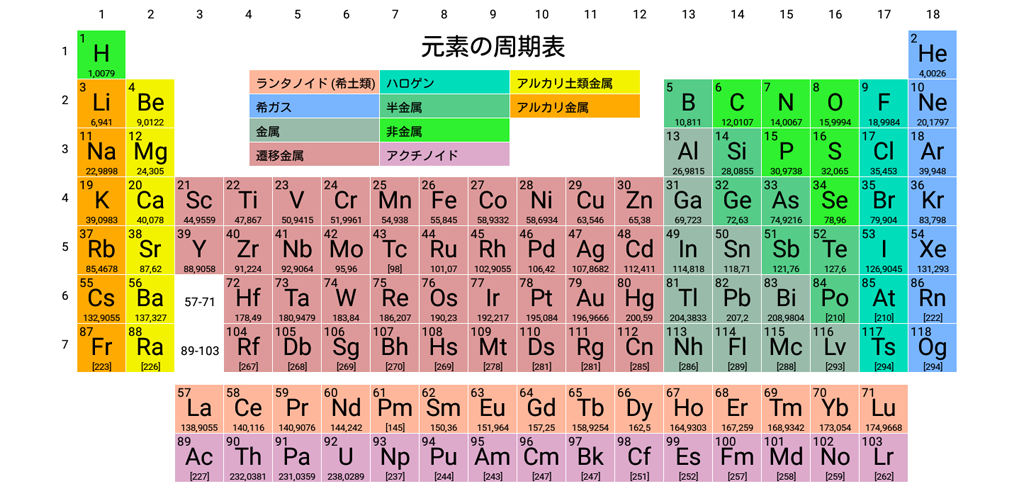 1 2 3 4 5 6 7 8 9 10 11 12 13 14 15 16 17 18
元素の周期表
1
1 H 1,0079
2 He 4,0026
ランタノイド (希土類) ハロゲン アルカリ土類金属
希ガス 半金属 アルカリ金属
金属 非金属
遷移金属 アクチノイド
2
3 Li 6,941
4 Be 9,0122
5 B 10,811
6 C 12,0107
7 N 14,0067
8 O 15,9994
9 F 18,9984
10 Ne 20,1797
3
11 Na 22,9898
12 Mg 24,305
13 Al 26,9815
14 Si 28,0855
15 P 30,9738
16 S 32,065
17 Cl 35,453
18 Ar 39,948
4
19 K 39,0983
20 Ca 40,078
21 Sc 44,9559
22 Ti 47,867
23 V 50,9415
24 Cr 51,9961
25 Mn 54,938
26 Fe 55,845
27 Co 58,9332
28 Ni 58,6934
29 Cu 63,546
30 Zn 65,38
31 Ga 69,723
32 Ge 72,63
33 As 74,9216
34 Se 78,96
35 Br 79,904
36 Kr 83,798
5
37 Rb 85,4678
38 Sr 87,62
39 Y 88,9058
40 Zr 91,224
41 Nb 92,9064
42 Mo 95,96
43 Tc [98]
44 Ru 101,07
45 Rh 102,9055
46 Pd 106,42
47 Ag 107,8682
48 Cd 112,411
49 In 114,818
50 Sn 118,71
51 Sb 121,76
52 Te 127,6
53 I 126,9045
54 Xe 131,293
6
55 Cs 132,9055
56 Ba 137,327
57-71
72 Hf 178,49
73 Ta 180,9479
74 W 183,84
75 Re 186,207
76 Os 190,23
77 Ir 192,217
78 Pt 195,084
79 Au 196,9666
80 Hg 200,59
81 Tl 204,3833
82 Pb 207,2
83 Bi 208,9804
84 Po [210]
85 At [210]
86 Rn [222]
7
87 Fr [223]
88 Ra [226]
89-103
104 Rf [267]
105 Db [268]
106 Sg [269]
107 Bh [270]
108 Hs [269]
109 Mt [278]
110 Ds [281]
111 Rg [281]
112 Cn [285]
113 Nh [286]
114 Fl [289]
115 Mc [288]
116 Lv [293]
117 Ts [294]
118 Og [294]
57 La 138,9055
58 Ce 140,116
59 Pr 140,9076
60 Nd 144,242
61 Pm [145]
62 Sm 150,36
63 Eu 151,964
64 Gd 157,25
65 Tb 158,9254
66 Dy 162,5
67 Ho 164,9303
68 Er 167,259
69 Tm 168,9342
70 Yb 173,054
71 Lu 174,9668
89 Ac [227]
90 Th 232,0381
91 Pa 231,0359
92 U 238,0289
93 Np [237]
94 Pu [244]
95 Am [243]
96 Cm [247]
97 Bk [247]
98 Cf [251]
99 Es [252]
100 Fm [257]
101 Md [258]
102 No [259]
103 Lr [262]